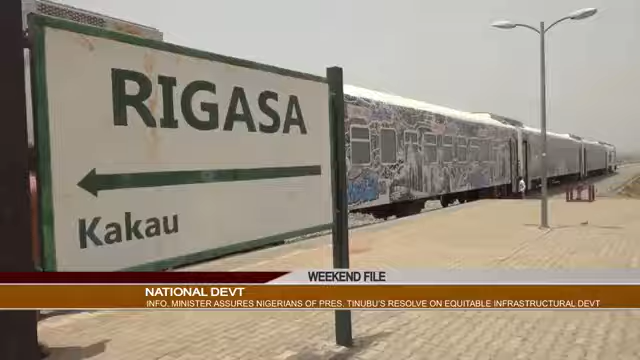 RIGASA
Kakau
WEEKEND FILE
NATIONAL DEVT
INFO. MINISTER ASSURES NIGERIANS OF PRES. TINUBU'S RESOLVE ON EQUITABLE INFRASTRUCTURAL DEVT